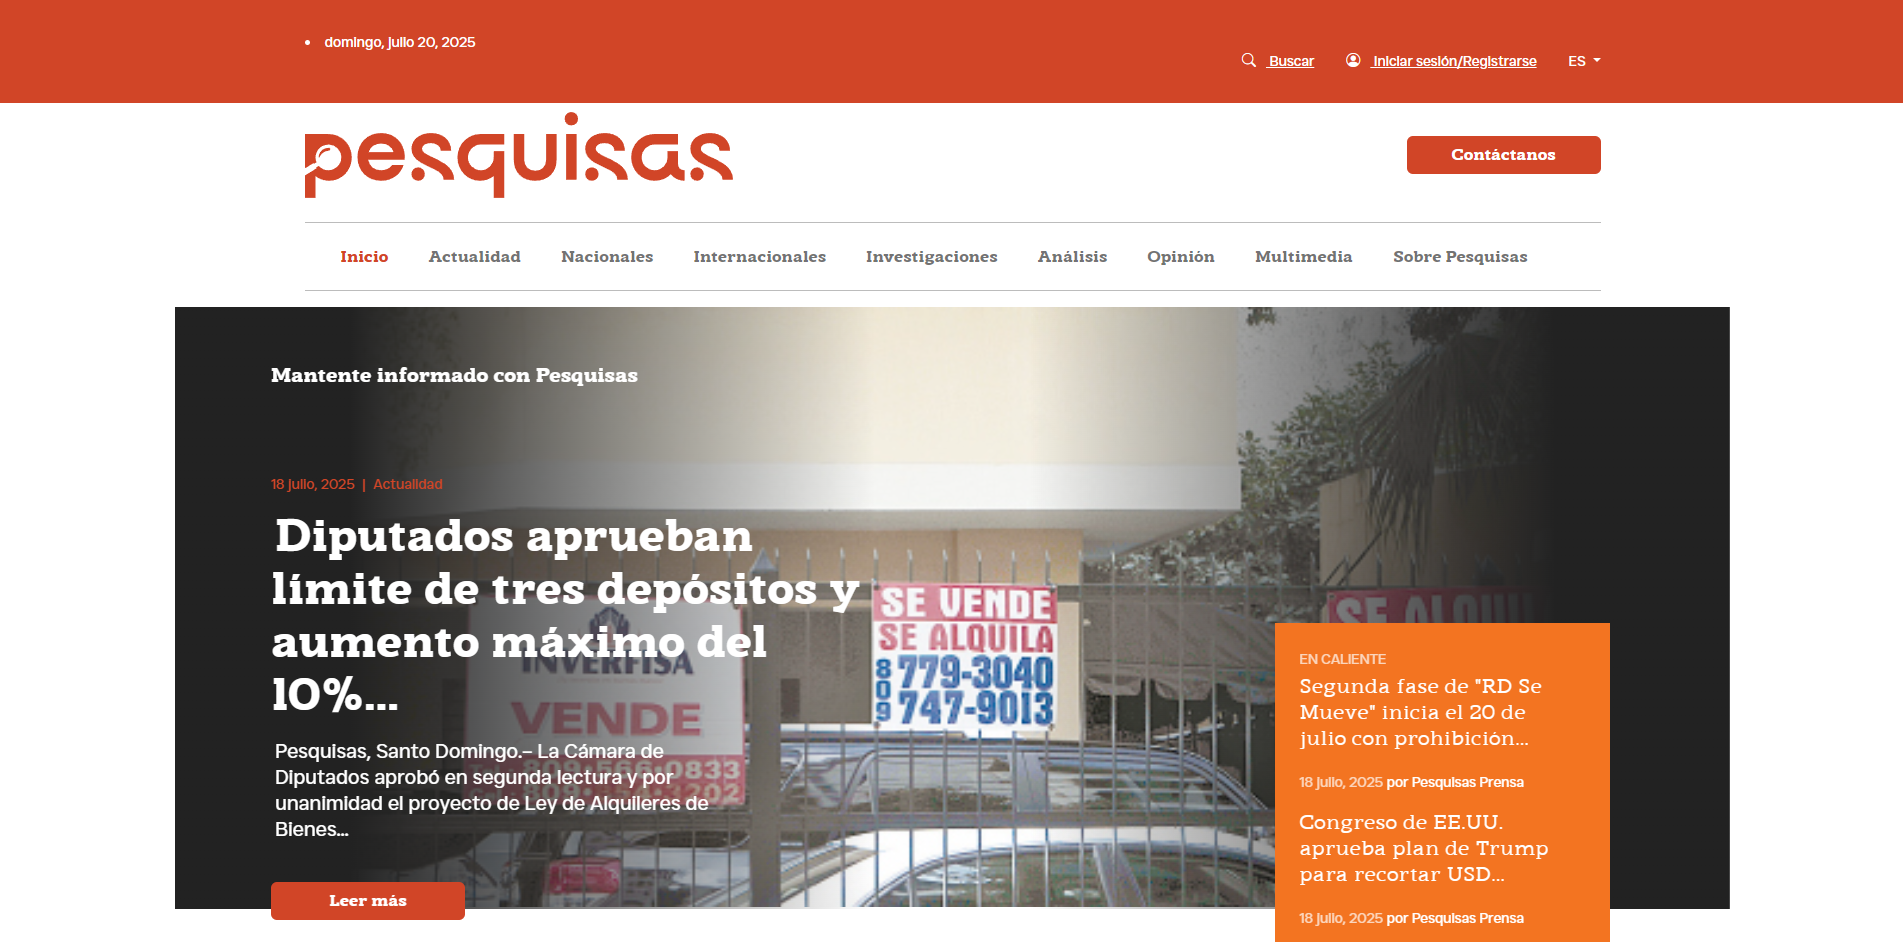 domingo, julio 20, 2025
Buscar
Iniciar sesión/Registrarse
ES
pesquisas
Contáctanos
Inicio
Actualidad
Nacionales
Internacionales
Investigaciones
Análisis
Opinión
Multimedia
Sobre Pesquisas
Mantente informado con Pesquisas
18 julio, 2025 | Actualidad
Diputados aprueban
límite de tres depósitos y
aumento máximo del
10%...
Pesquisas, Santo Domingo.– La Cámara de
Diputados aprobó en segunda lectura y por
unanimidad el proyecto de Ley de Alquileres de
Bienes...
Leer más
INVERFISA
VENDE
809-566-0833
3202
SE VENDE
SE ALQUILA
809 779-3040
747-9013
SE ALQUIL
EN CALIENTE
Segunda fase de "RD Se
Mueve" inicia el 20 de
julio con prohibición...
18 julio, 2025 por Pesquisas Prensa
Congreso de EE.UU.
aprueba plan de Trump
para recortar USD...
18 julio, 2025 por Pesquisas Prensa